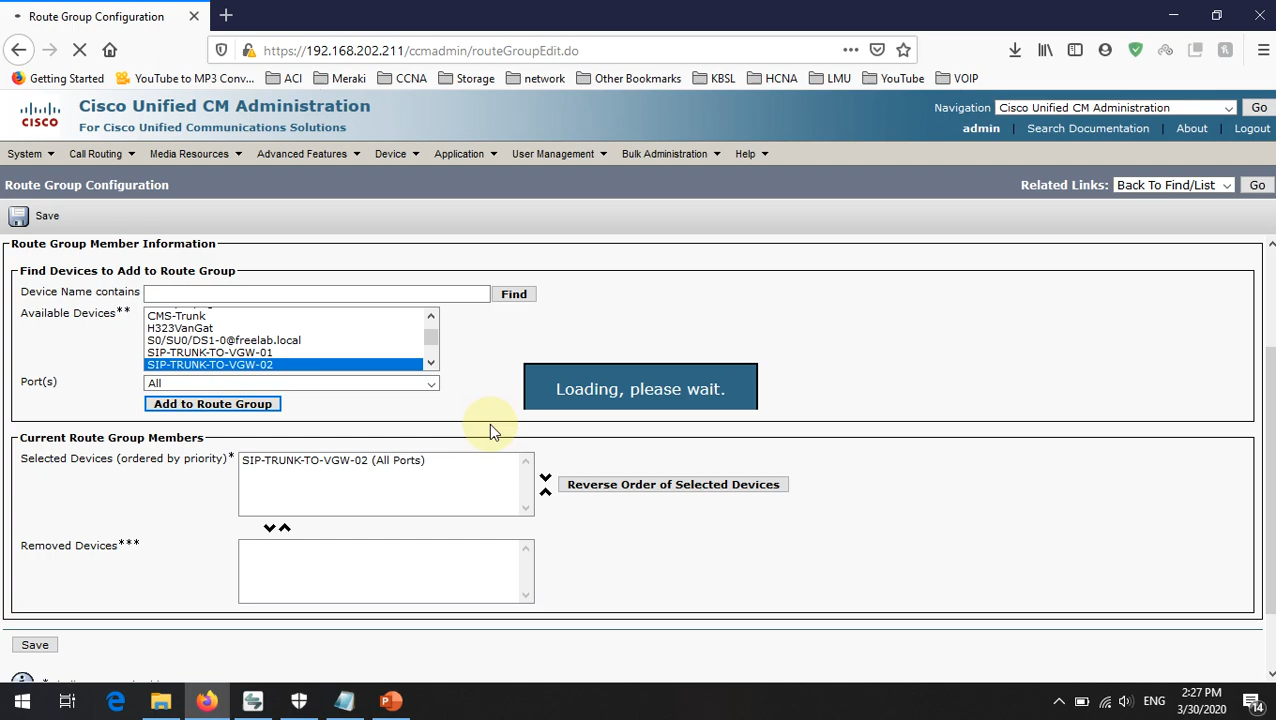 Route Group Configuration
https://192.168.202.211/ccmadmin/routeGroupEdit.do
Getting Started YouTube to MP3 Conv... ACI Meraki CCNA Storage network Other Bookmarks KBSL HCNA LMU YouTube VOIP
Cisco Unified CM Administration
For Cisco Unified Communications Solutions
CISCO
Navigation Cisco Unified CM Administration Go
admin | Search Documentation | About | Logout
System Call Routing Media Resources Advanced Features Device Application User Management Bulk Administration Help
Route Group Configuration
Related Links: Back To Find/List Go
Save
Route Group Member Information
Find Devices to Add to Route Group
Device Name contains Find
Available Devices**
CMS-Trunk
H323VanGat
S0/SU0/DS1-0@freelab.local
SIP-TRUNK-TO-VGW-01
SIP-TRUNK-TO-VGW-02
Port(s) All
Add to Route Group
Loading, please wait.
Current Route Group Members
Selected Devices (ordered by priority)*
SIP-TRUNK-TO-VGW-02 (All Ports)
Reverse Order of Selected Devices
Removed Devices***
Save
ENG
2:27 PM
3/30/2020
14